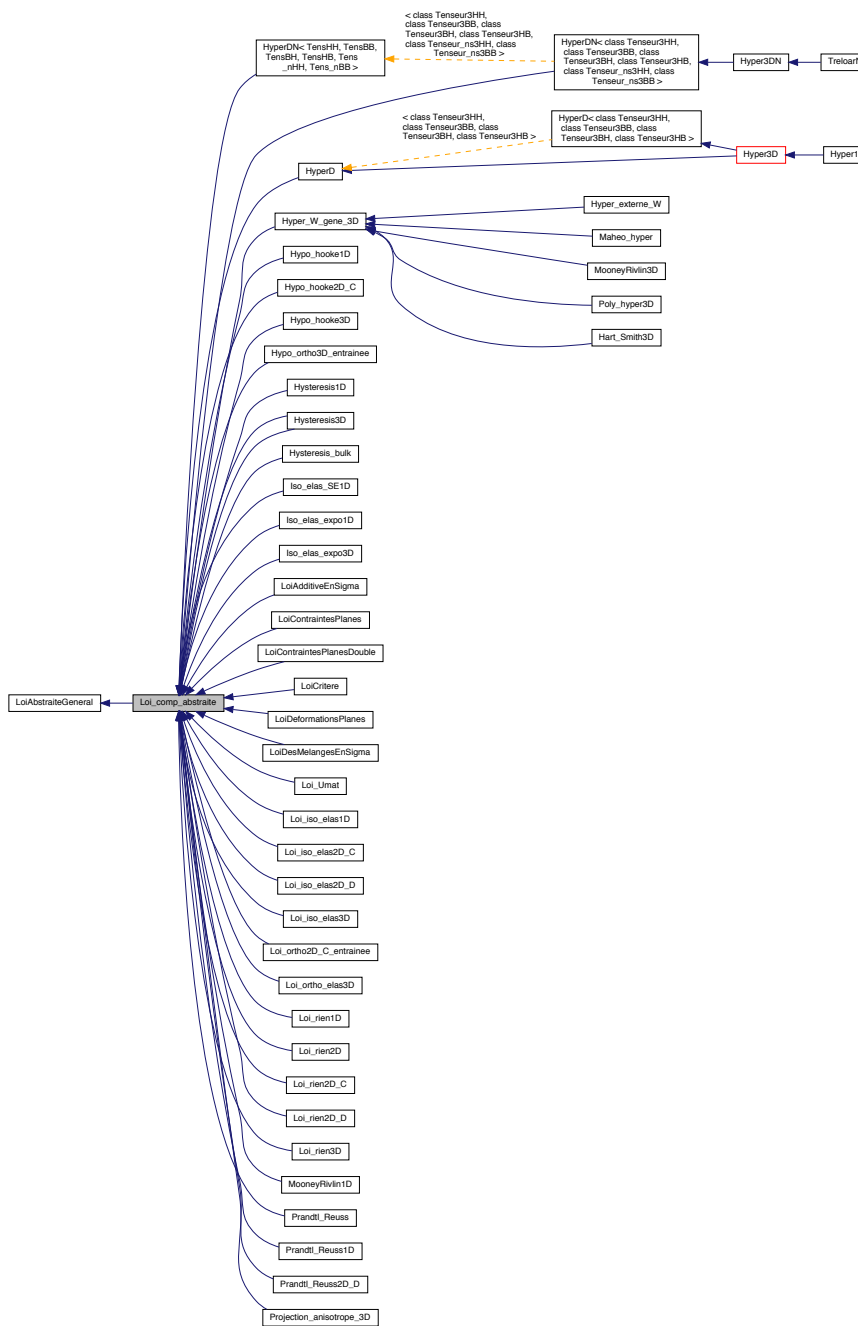 < class Tenseur3HH,
class Tenseur3BB, class
Tenseur3BH, class Tenseur3HB,
class Tenseur_ns3HH, class
Tenseur_ns3BB >
HyperDN< TensHH, TensBB,
TensBH, TensHB, Tens
_nHH, Tens_nBB >
HyperDN< class Tenseur3HH,
class Tenseur3BB, class
Tenseur3BH, class Tenseur3HB,
class Tenseur_ns3HH, class
Tenseur_ns3BB >
Hyper3DN
< class Tenseur3HH,
class Tenseur3BB, class
Tenseur3BH, class Tenseur3HB >
HyperD< class Tenseur3HH,
class Tenseur3BB, class
Tenseur3BH, class Tenseur3HB >
HyperD
Hyper3D
Hyper1
Hyper_W_gene_3D
Hyper_externe_W
Maheo_hyper
MooneyRivlin3D
Poly_hyper3D
Hart_Smith3D
Hypo_hooke1D
Hypo_hooke2D_C
Hypo_hooke3D
Hypo_ortho3D_entrainee
Hysteresis1D
Hysteresis3D
Hysteresis_bulk
Iso_elas_SE1D
Iso_elas_expo1D
Iso_elas_expo3D
LoiAdditiveEnSigma
LoiContraintesPlanes
LoiContraintesPlanesDouble
LoiCritere
LoiAbstraiteGeneral
Loi_comp_abstraite
LoiDeformationsPlanes
LoiDesMelangesEnSigma
Loi_Umat
Loi_iso_elas1D
Loi_iso_elas2D_C
Loi_iso_elas2D_D
Loi_iso_elas3D
Loi_ortho2D_C_entrainee
Loi_ortho_elas3D
Loi_rien1D
Loi_rien2D
Loi_rien2D_C
Loi_rien2D_D
Loi_rien3D
MooneyRivlin1D
Prandtl_Reuss
Prandtl_Reuss1D
Prandtl_Reuss2D_D
Projection_anisotrope_3D